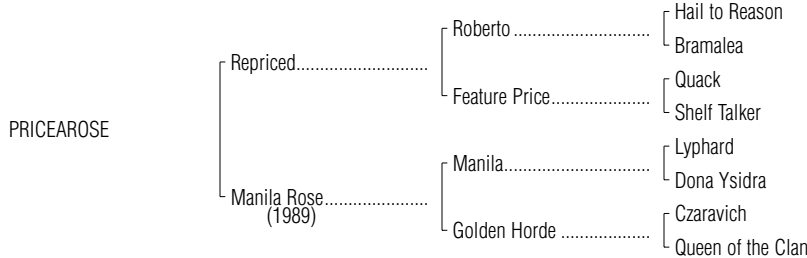 Hail to Reason
Roberto ............................
Bramalea
Repriced............................
Quack
Feature Price.....................
Shelf Talker
PRICEAROSE
Lyphard
Manila...............................
Dona Ysidra
Manila Rose......................
(1989)
Czaravich
Golden Horde ...................
Queen of the Clan